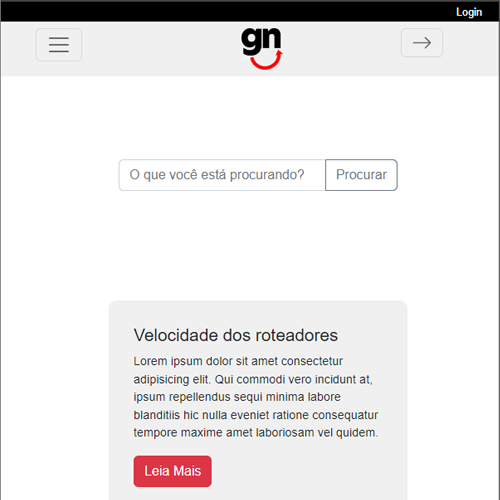 Login
gn
O que você está procurando? Procurar
Velocidade dos roteadores
Lorem ipsum dolor sit amet consectetur
adipisicing elit. Qui commodi vero incidunt at,
ipsum repellendus sequi minima labore
blanditiis hic nulla eveniet ratione consequatur
tempore maxime amet laboriosam vel quidem.
Leia Mais